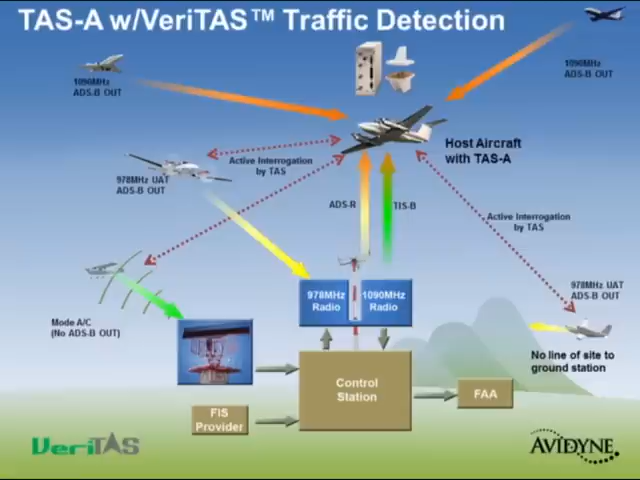 TAS-A w/VeriTAS™ Traffic Detection
1090MHz
ADS-B OUT
1090MHz
ADS-B OUT
Host Aircraft
with TAS-A
Active Interrogation
by TAS
978MHz UAT
ADS-B OUT
ADS-R
TIS-B
Active Interrogation
by TAS
978MHz UAT
ADS-B OUT
Mode A/C
(No ADS-B OUT)
978MHz
Radio
1090MHz
Radio
No line of site to
ground station
Control
Station
FAA
FIS
Provider
VeriTAS
AVIDYNE